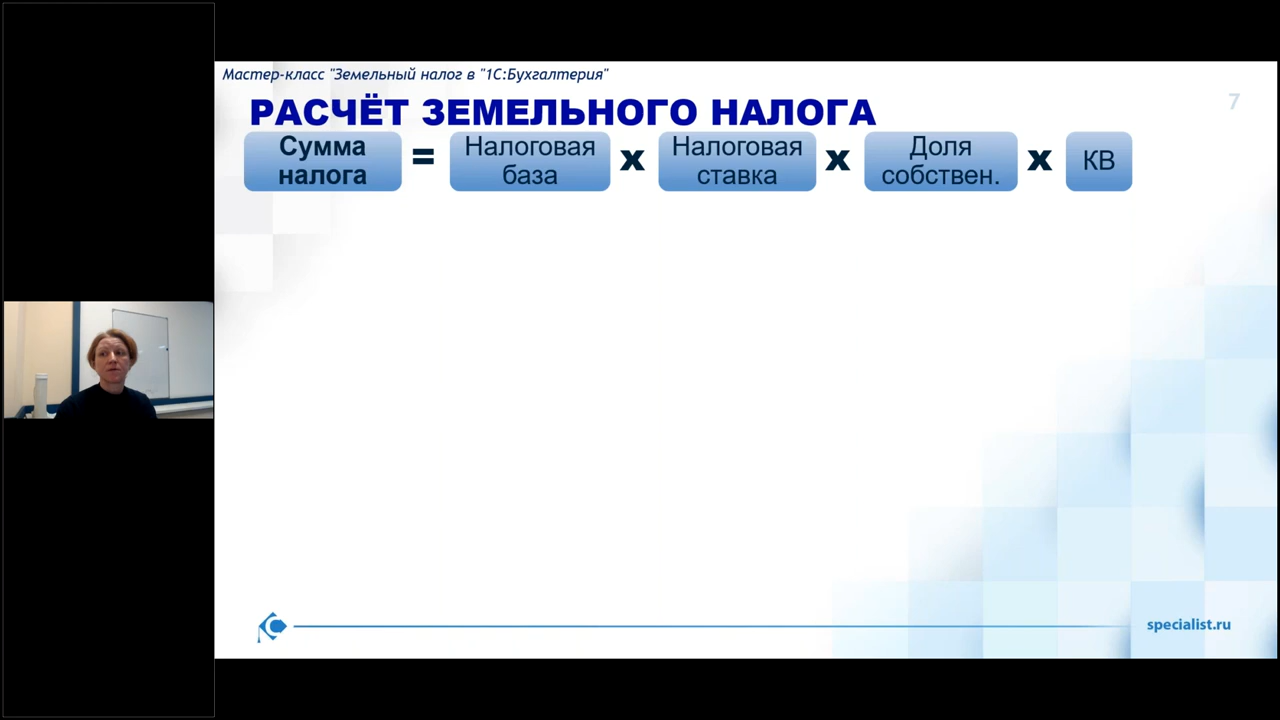 Мастер-класс "Земельный налог в "1С:Бухгалтерия"
РАСЧЁТ ЗЕМЕЛЬНОГО НАЛОГА
7
Сумма
налога
=
Налоговая
база
x
Налоговая
ставка
x
Доля
собствен.
x
КВ
specialist.ru